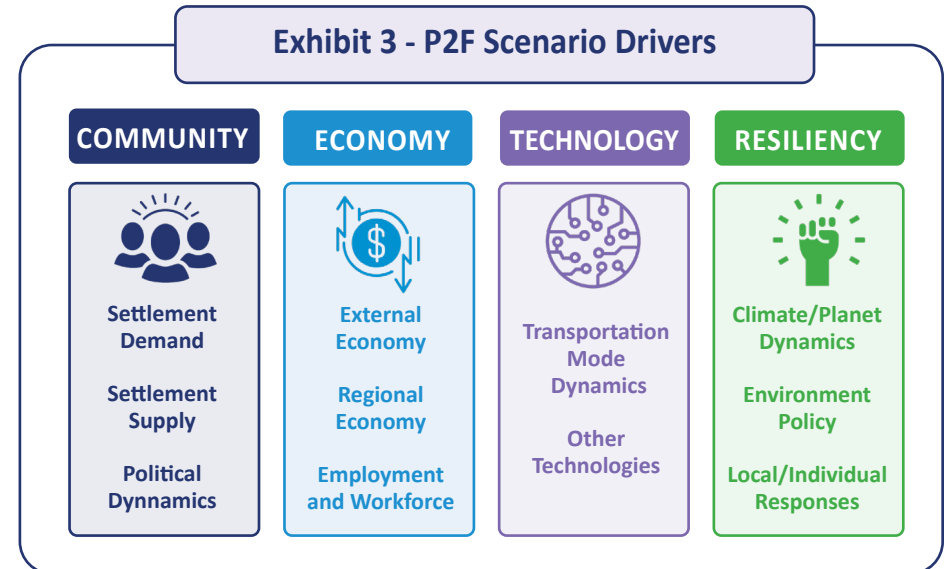 Exhibit 3 - P2F Scenario Drivers
COMMUNITY
Settlement
Demand
Settlement
Supply
Political
Dynnamics
ECONOMY
$
External
Economy
Regional
Economy
Employment
and Workforce
TECHNOLOGY
Transportation
Mode
Dynamics
Other
Technologies
RESILIENCY
Climate/Planet
Dynamics
Environment
Policy
Local/Individual
Responses